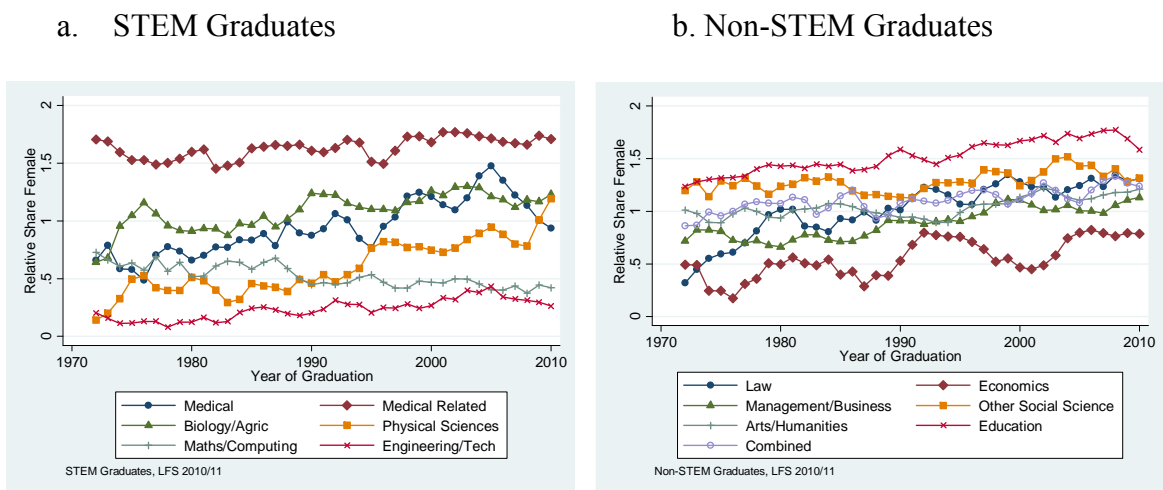 a. STEM Graduates
2
1.5
1
.5
0
Relative Share Female
1970 1980 1990 2000 2010
Year of Graduation
Medical Medical Related
Biology/Agric Physical Sciences
Maths/Computing Engineering/Tech
STEM Graduates, LFS 2010/11
b. Non-STEM Graduates
2
1.5
1
.5
0
Relative Share Female
1970 1980 1990 2000 2010
Year of Graduation
Law Economics
Management/Business Other Social Science
Arts/Humanities Education
Combined
Non-STEM Graduates, LFS 2010/11